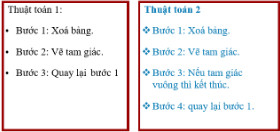 Thuật toán 1:
• Bước 1: Xoá bảng.
• Bước 2: Vẽ tam giác.
• Bước 3: Quay lại bước 1
Thuật toán 2
❖ Bước 1: Xoá bảng.
❖ Bước 2: Vẽ tam giác.
❖ Bước 3: Nếu tam giác
vuông thì kết thúc.
❖ Bước 4: quay lại bước 1.